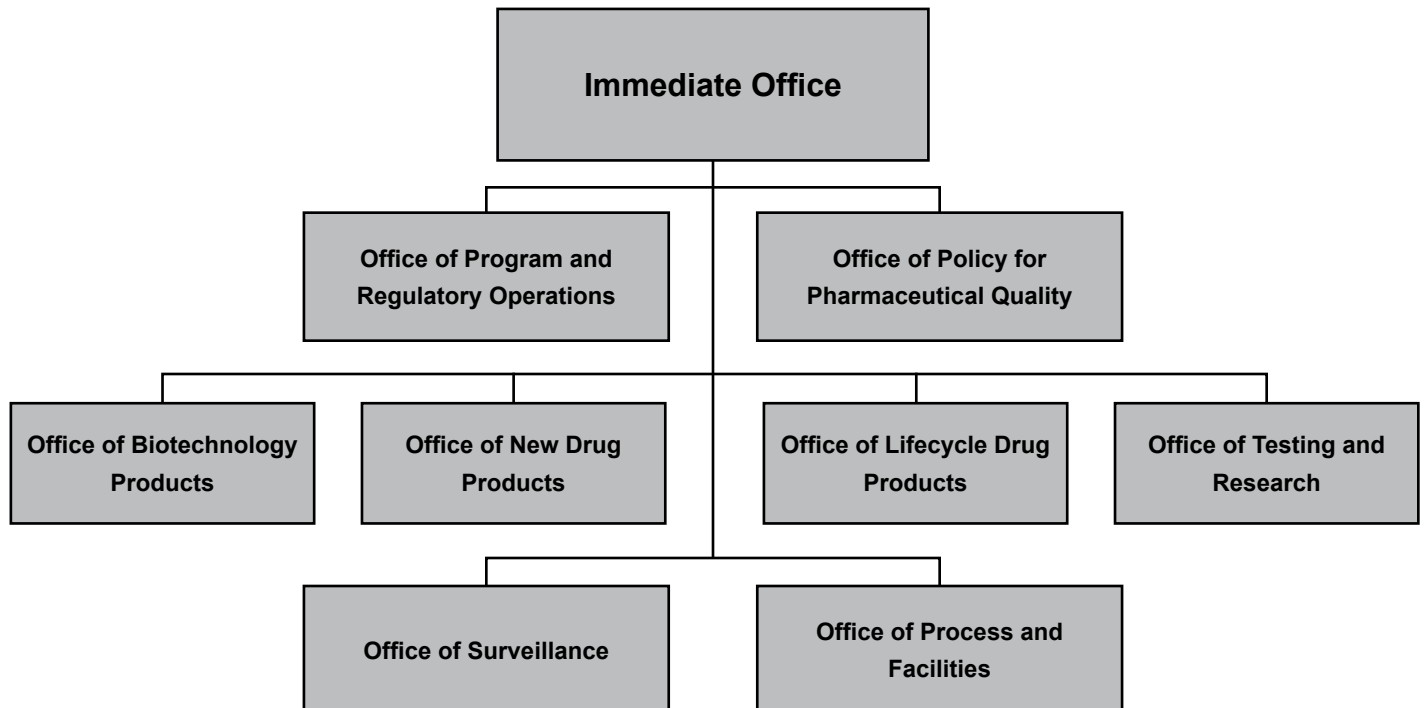 Immediate Office
Office of Program and
Regulatory Operations
Office of Policy for
Pharmaceutical Quality
Office of Biotechnology
Products
Office of New Drug
Products
Office of Lifecycle Drug
Products
Office of Testing and
Research
Office of Surveillance
Office of Process and
Facilities